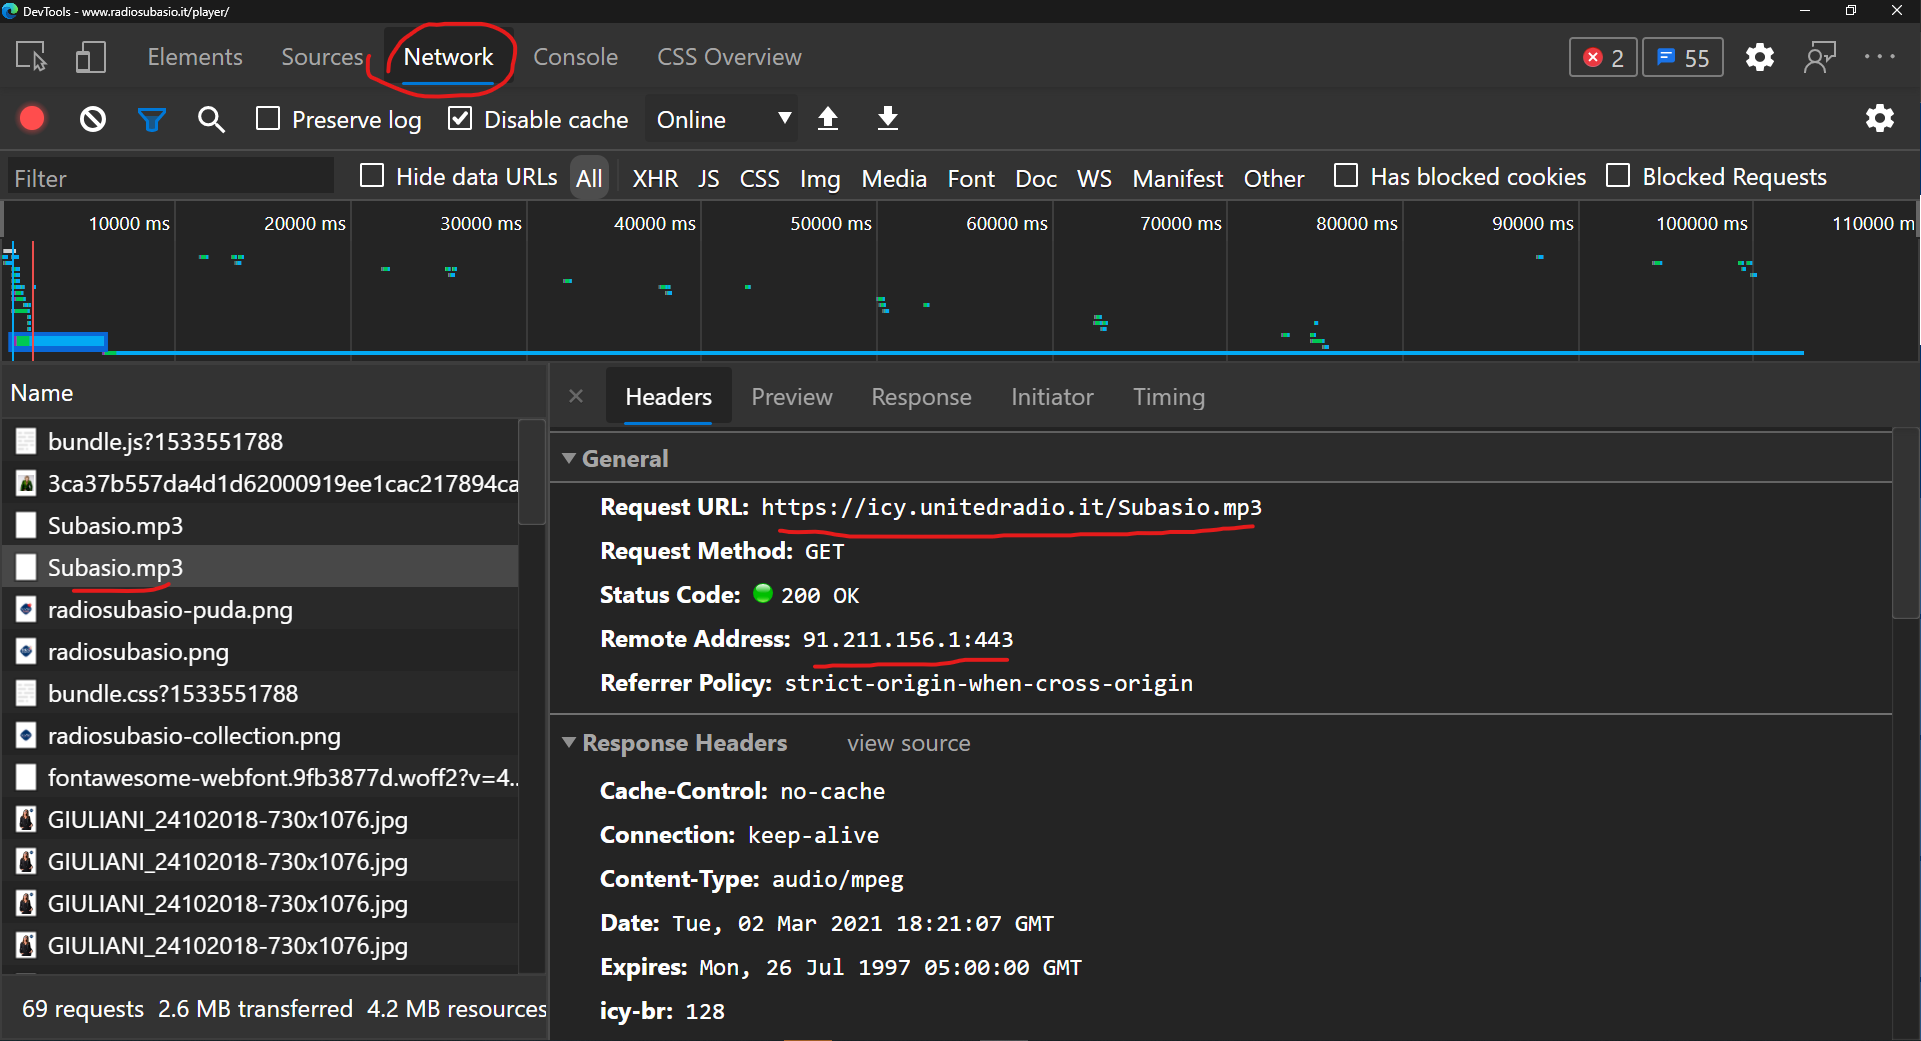 DevTools - www.radiosubasio.it/player/
Elements Sources Network Console CSS Overview 2 55
Preserve log Disable cache Online
Filter Hide data URLs All XHR JS CSS Img Media Font Doc WS Manifest Other Has blocked cookies Blocked Requests
10000 ms 20000 ms 30000 ms 40000 ms 50000 ms 60000 ms 70000 ms 80000 ms 90000 ms 100000 ms 110000 m
Name
bundle.js?1533551788
3ca37b557da4d1d62000919ee1cac217894ca
Subasio.mp3
Subasio.mp3
radiosubasio-puda.png
radiosubasio.png
bundle.css?1533551788
radiosubasio-collection.png
fontawesome-webfont.9fb3877d.woff2?v=4..
GIULIANI_24102018-730x1076.jpg
GIULIANI_24102018-730x1076.jpg
GIULIANI_24102018-730x1076.jpg
GIULIANI_24102018-730x1076.jpg
69 requests 2.6 MB transferred 4.2 MB resources
Headers Preview Response Initiator Timing
General
Request URL: https://icy.unitedradio.it/Subasio.mp3
Request Method: GET
Status Code: 200 OK
Remote Address: 91.211.156.1:443
Referrer Policy: strict-origin-when-cross-origin
Response Headers view source
Cache-Control: no-cache
Connection: keep-alive
Content-Type: audio/mpeg
Date: Tue, 02 Mar 2021 18:21:07 GMT
Expires: Mon, 26 Jul 1997 05:00:00 GMT
icy-br: 128